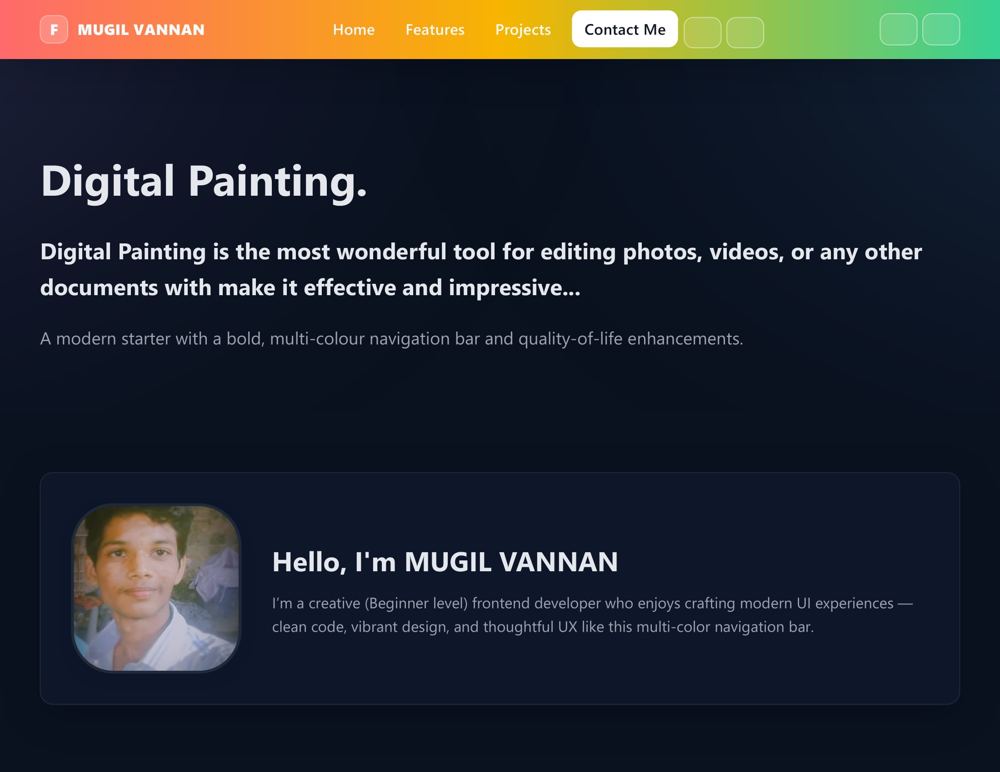 F MUGIL VANNAN Home Features Projects Contact Me
Digital Painting.
Digital Painting is the most wonderful tool for editing photos, videos, or any other
documents with make it effective and impressive...
A modern starter with a bold, multi-colour navigation bar and quality-of-life enhancements.
Hello, I'm MUGIL VANNAN
I’m a creative (Beginner level) frontend developer who enjoys crafting modern UI experiences —
clean code, vibrant design, and thoughtful UX like this multi-color navigation bar.